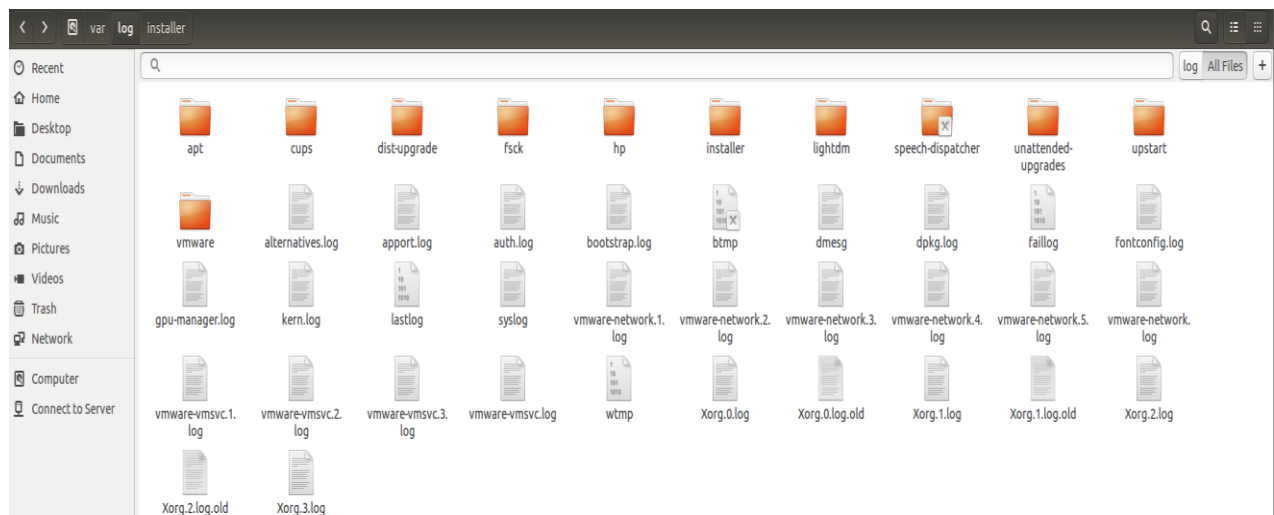 var log installer
Recent
Home
Desktop
Documents
Downloads
Music
Pictures
Videos
Trash
Network
Computer
Connect to Server
log All Files +
apt cups dist-upgrade fsck hp installer lightdm speech-dispatcher unattended-
upgrades upstart
vmware alternatives.log apport.log auth.log bootstrap.log btmp dmesg dpkg.log faillog fontconfig.log
gpu-manager.log kern.log lastlog syslog vmware-network.1.
log vmware-network.2.
log vmware-network.3.
log vmware-network.4.
log vmware-network.5.
log vmware-network.
log
vmware-vmsvc.1.
log vmware-vmsvc.2.
log vmware-vmsvc.3.
log vmware-vmsvc.log wtmp Xorg.0.log Xorg.0.log.old Xorg.1.log Xorg.1.log.old Xorg.2.log
Xorg.2.log.old Xorg.3.log